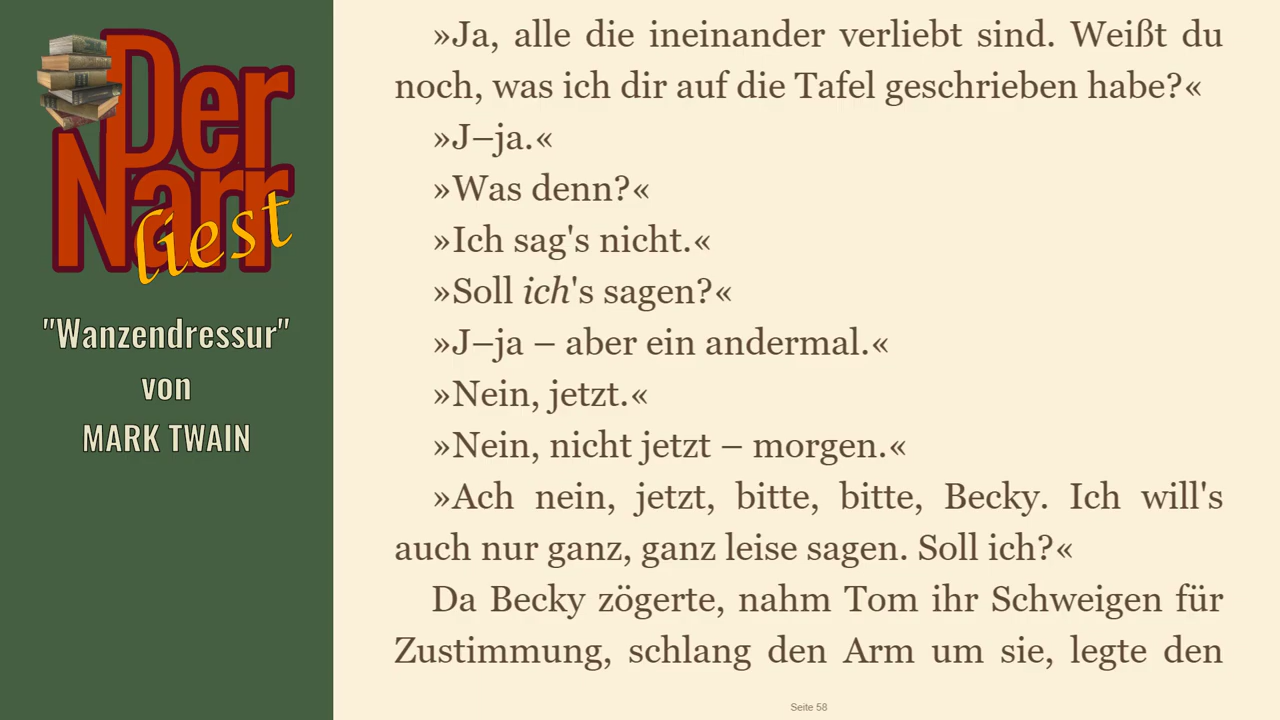 Der
Narr
liest
"Wanzendressur"
von
MARK TWAIN
»Ja, alle die ineinander verliebt sind. Weißt du
noch, was ich dir auf die Tafel geschrieben habe?«
»J–ja.«
»Was denn?«
»Ich sag's nicht.«
»Soll ich's sagen?«
»J–ja – aber ein andermal.«
»Nein, jetzt.«
»Nein, nicht jetzt – morgen.«
»Ach nein, jetzt, bitte, bitte, Becky. Ich will's
auch nur ganz, ganz leise sagen. Soll ich?«
Da Becky zögerte, nahm Tom ihr Schweigen für
Zustimmung, schlang den Arm um sie, legte den
Seite 58